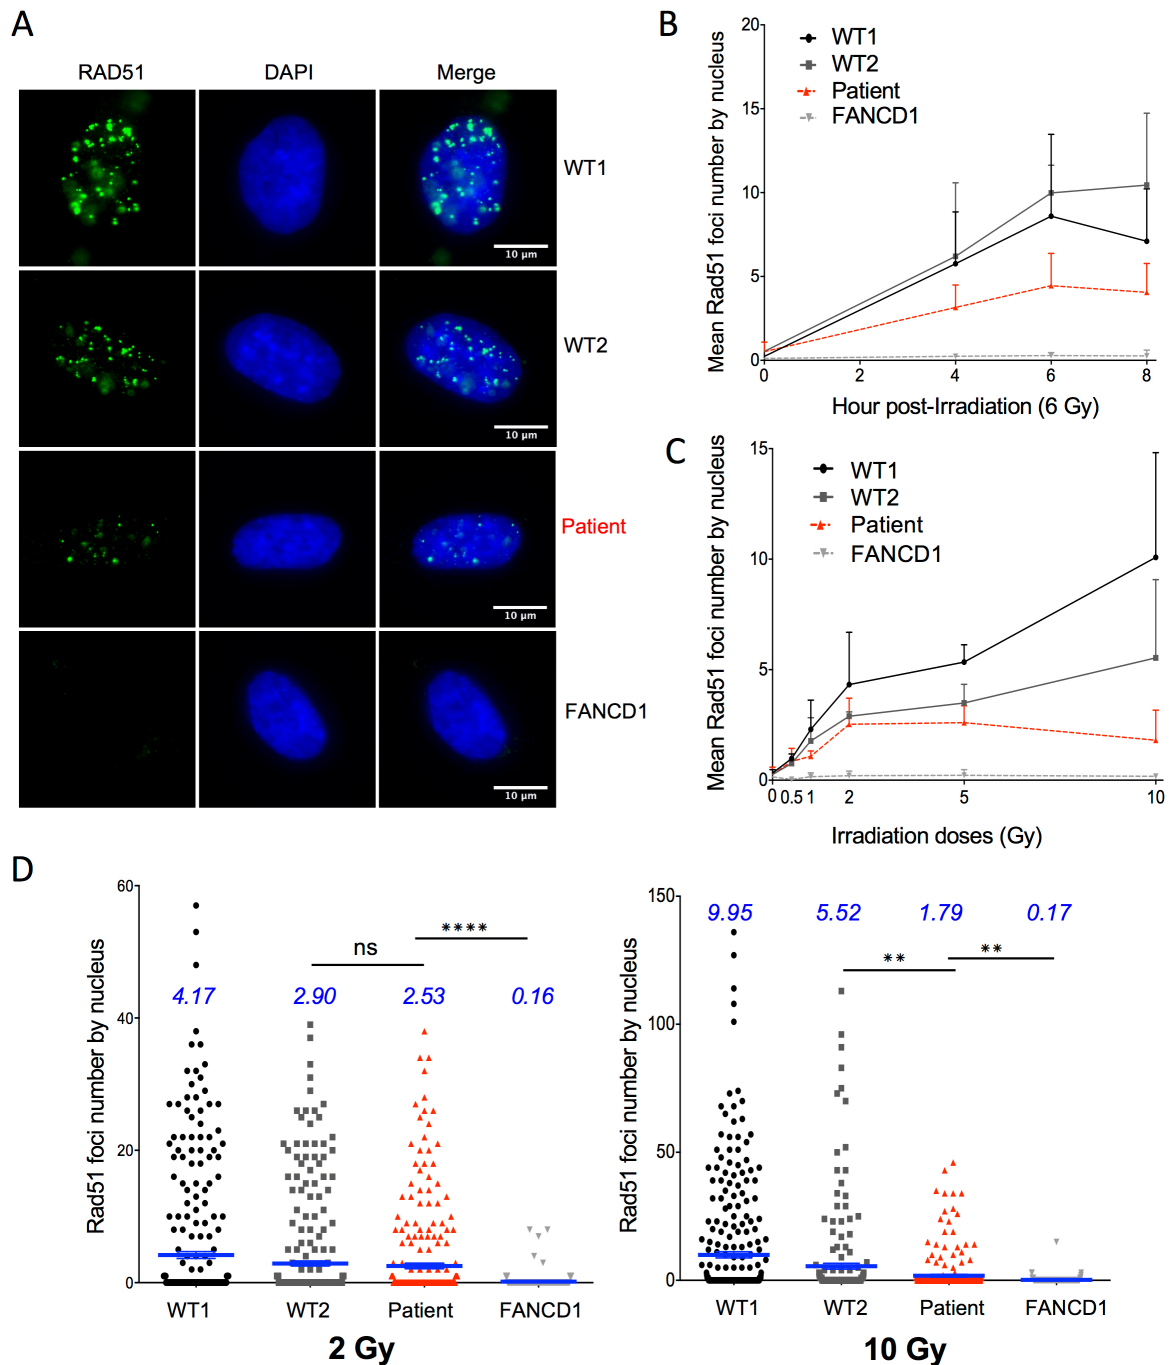 A
RAD51 DAPI Merge
WT1
10 µm
WT2
10 µm
Patient
10 µm
FANCD1
10 µm
B
Mean Rad51 foci number by nucleus
20
15
10
5
0
WT1
WT2
Patient
FANCD1
0 2 4 6 8
Hour post-Irradiation (6 Gy)
C
Mean Rad51 foci number by nucleus
15
10
5
0
WT1
WT2
Patient
FANCD1
0 0.5 1 2 5 10
Irradiation doses (Gy)
D
Rad51 foci number by nucleus
60
40
20
0
****
ns
4.17 2.90 2.53 0.16
WT1 WT2 Patient FANCD1
2 Gy
Rad51 foci number by nucleus
150
100
50
0
9.95 5.52 1.79 0.17
** **
WT1 WT2 Patient FANCD1
10 Gy